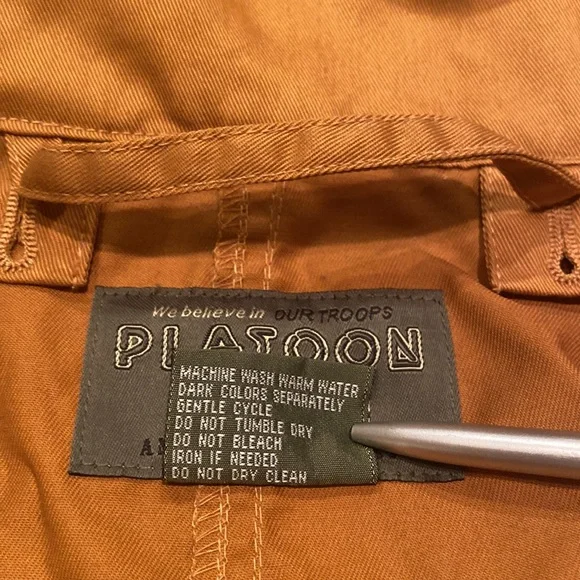 We believe in OUR TROOPS
PLATOON
MACHINE WASH WARM WATER
DARK COLORS SEPARATELY
GENTLE CYCLE
DO NOT TUMBLE DRY
DO NOT BLEACH
IRON IF NEEDED
DO NOT DRY CLEAN